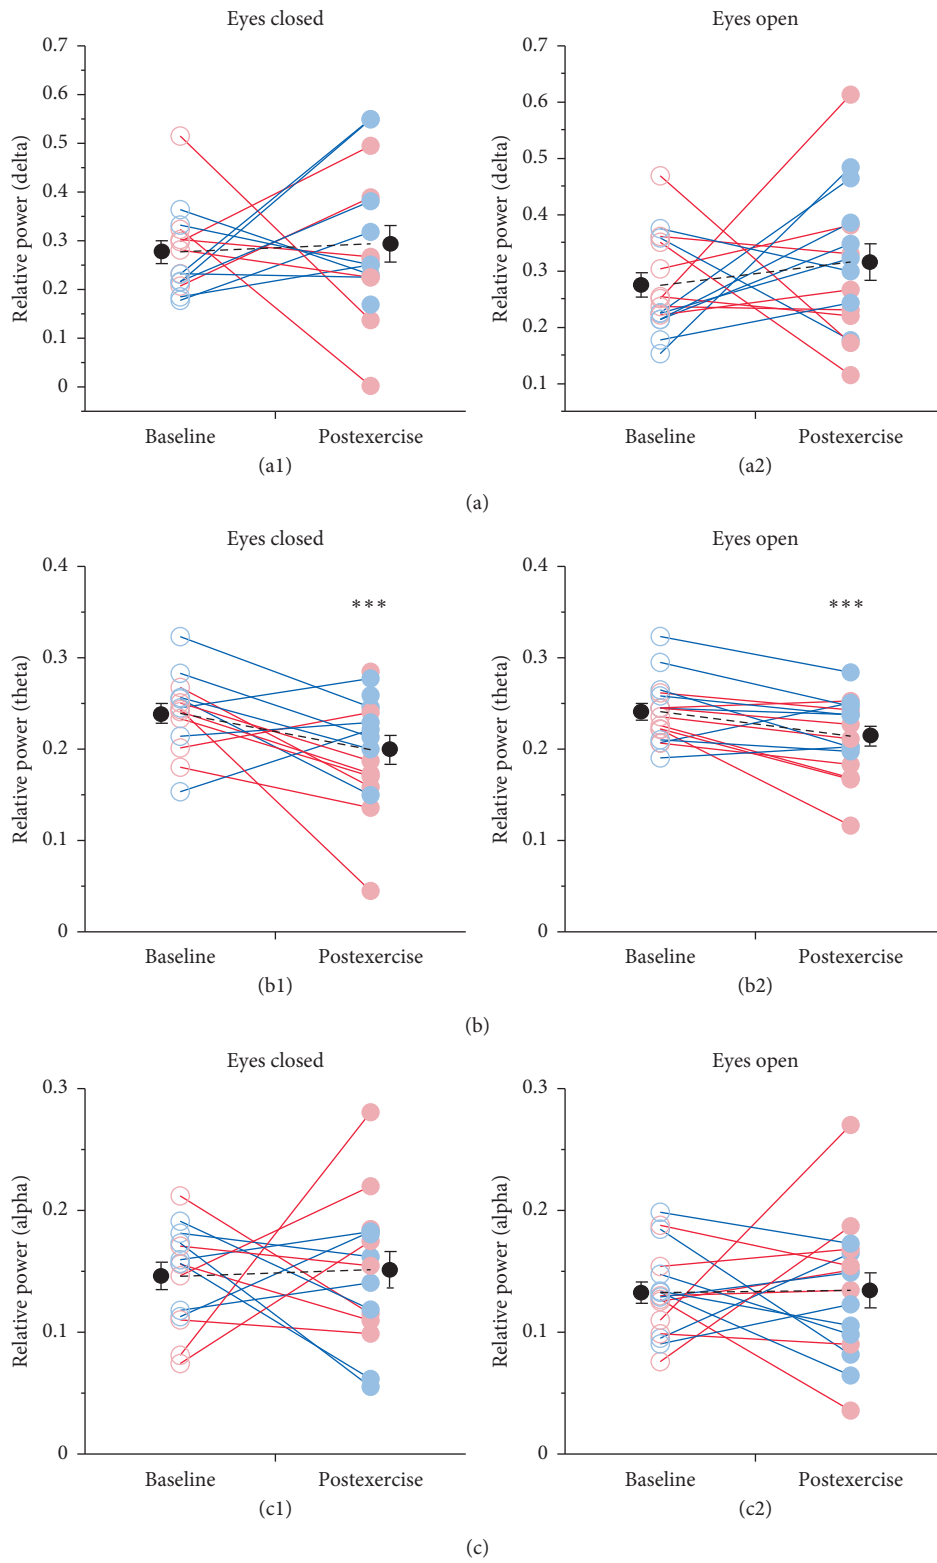 Eyes closed
Eyes open
Relative power (delta)
0.7
0.6
0.5
0.4
0.3
0.2
0.1
0
Baseline
Postexercise
(a1)
Relative power (delta)
0.7
0.6
0.5
0.4
0.3
0.2
0.1
Baseline
Postexercise
(a2)
(a)
Eyes closed
Eyes open
Relative power (theta)
0.4
0.3
0.2
0.1
0
***
Baseline
Postexercise
(b1)
Relative power (theta)
0.4
0.3
0.2
0.1
0
***
Baseline
Postexercise
(b2)
(b)
Eyes closed
Eyes open
Relative power (alpha)
0.3
0.2
0.1
0
Baseline
Postexercise
(c1)
Relative power (alpha)
0.3
0.2
0.1
0
Baseline
Postexercise
(c2)
(c)